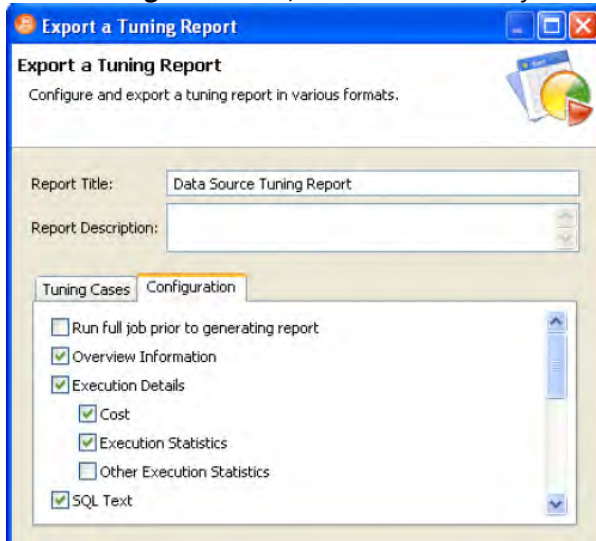 Export a Tuning Report
Export a Tuning Report
Configure and export a tuning report in various formats.
Report Title: Data Source Tuning Report
Report Description:
Tuning Cases Configuration
Run full job prior to generating report
Overview Information
Execution Details
Cost
Execution Statistics
Other Execution Statistics
SQL Text